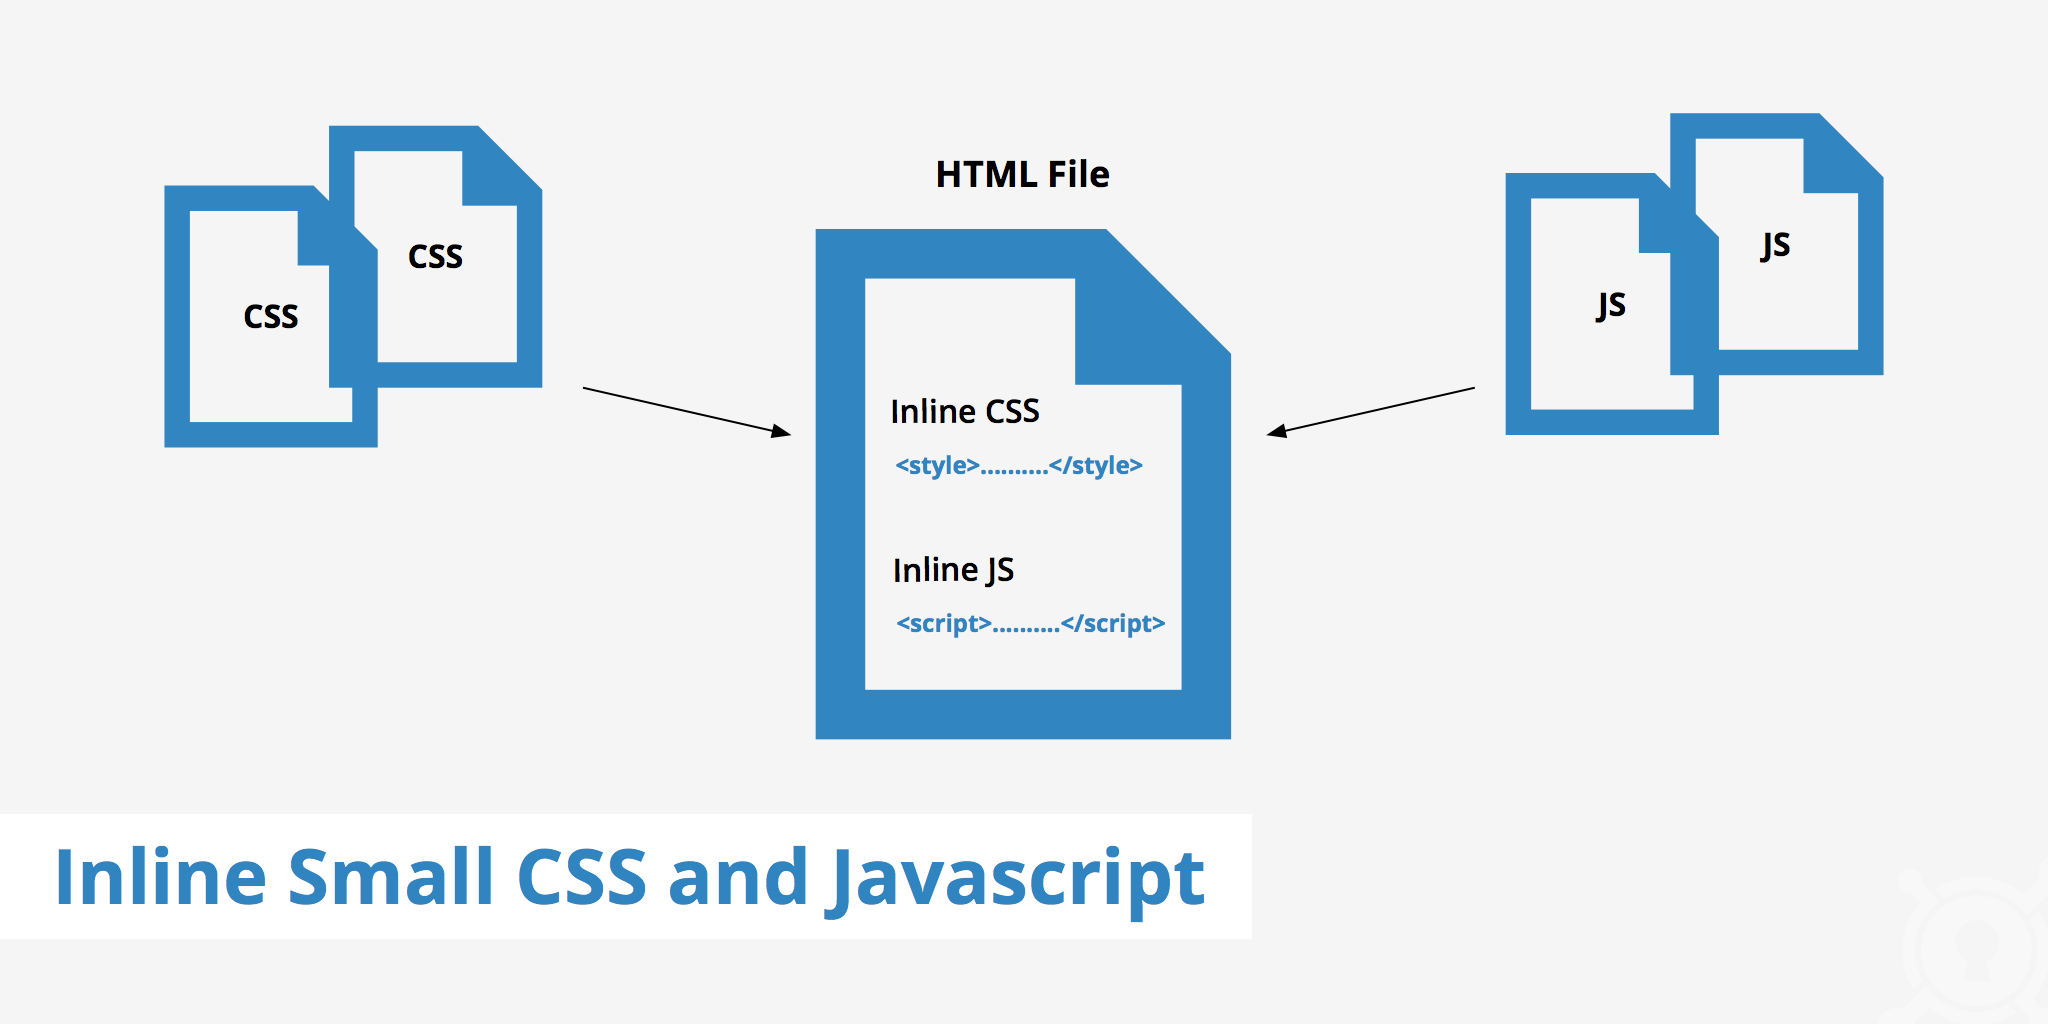 CSS
CSS
HTML File
Inline CSS
<style>..........</style>
Inline JS
<script>..........</script>
JS
JS
Inline Small CSS and Javascript